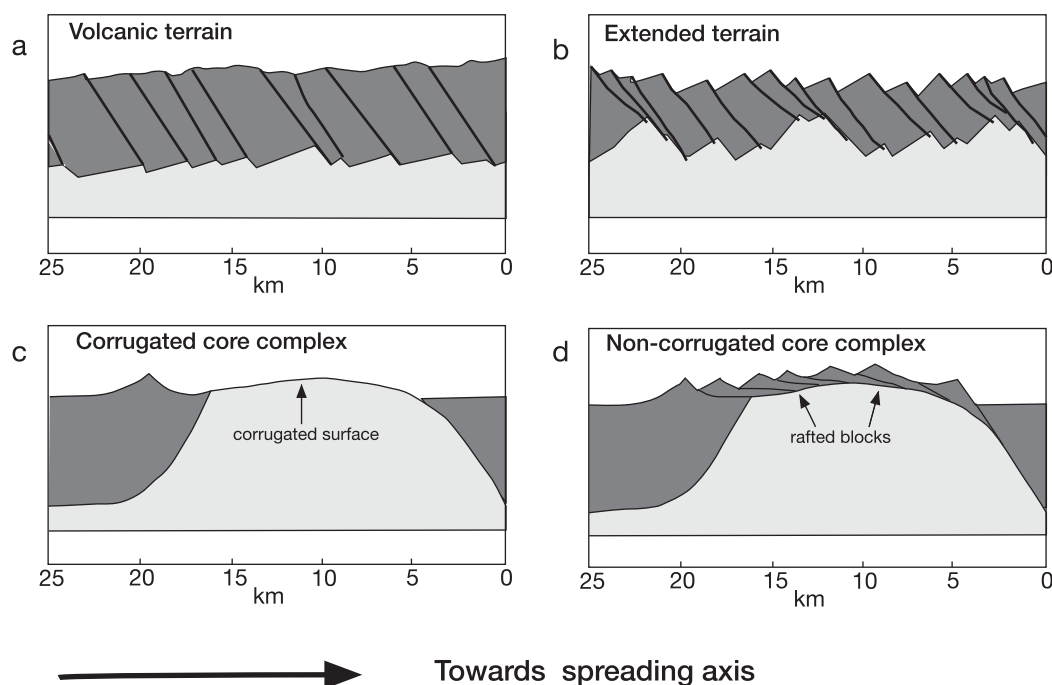 a
Volcanic terrain
25 20 15 10 5 0
km
b
Extended terrain
25 20 15 10 5 0
km
c
Corrugated core complex
corrugated surface
25 20 15 10 5 0
km
d
Non-corrugated core complex
rafted blocks
25 20 15 10 5 0
km
Towards spreading axis